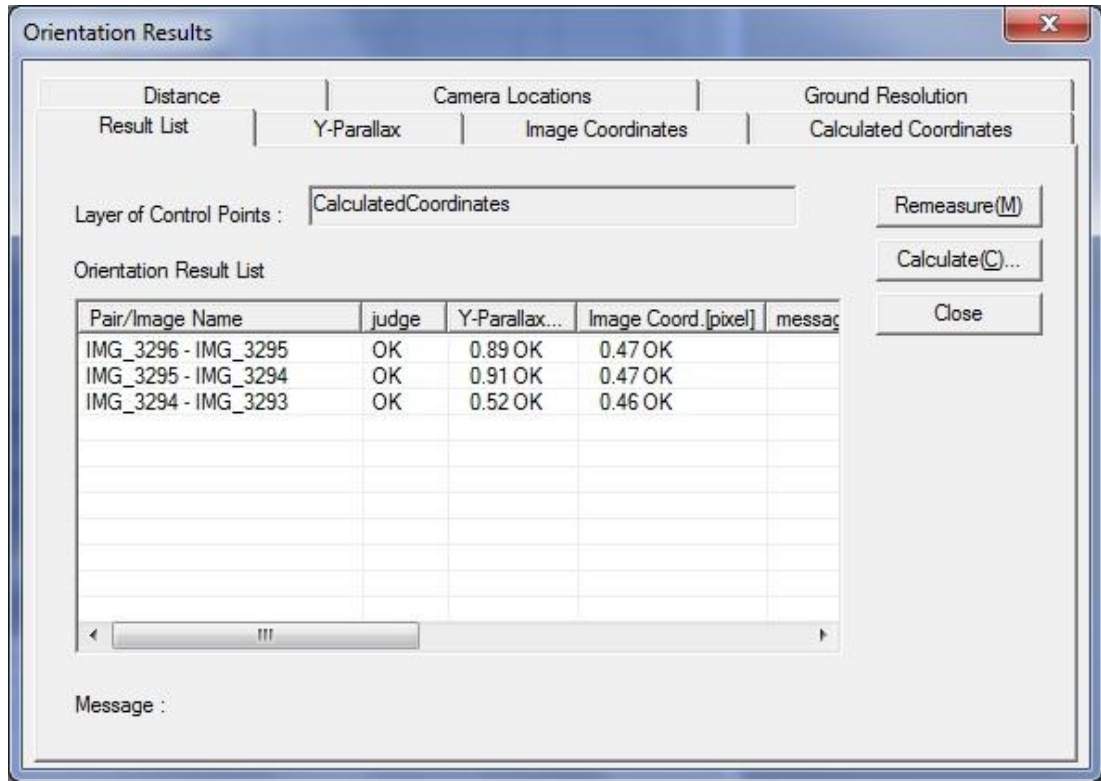 Orientation Results
Distance Camera Locations Ground Resolution
Result List Y-Parallax Image Coordinates Calculated Coordinates
Layer of Control Points : CalculatedCoordinates Remeasure(M)
Calculate(C)...
Orientation Result List
Close
Pair/Image Name judge Y-Parallax... Image Coord.[pixel] messag
IMG_3296 - IMG_3295 OK 0.89 OK 0.47 OK
IMG_3295 - IMG_3294 OK 0.91 OK 0.47 OK
IMG_3294 - IMG_3293 OK 0.52 OK 0.46 OK
Message :